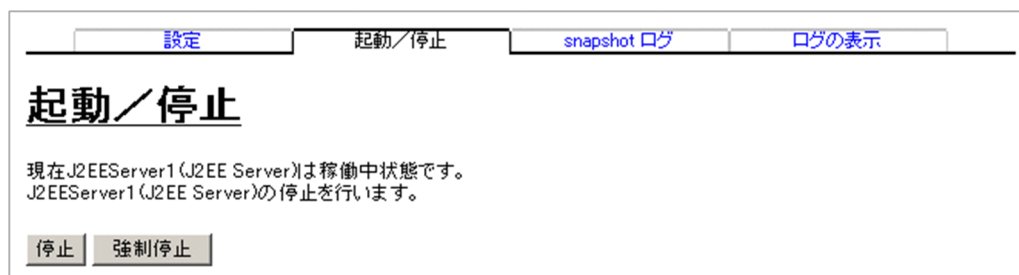 設定 起動／停止 snapshot ログ ログの表示
起動／停止
現在J2EEServer1(J2EE Server)は稼働中状態です。
J2EEServer1(J2EE Server)の停止を行います。
停止 強制停止